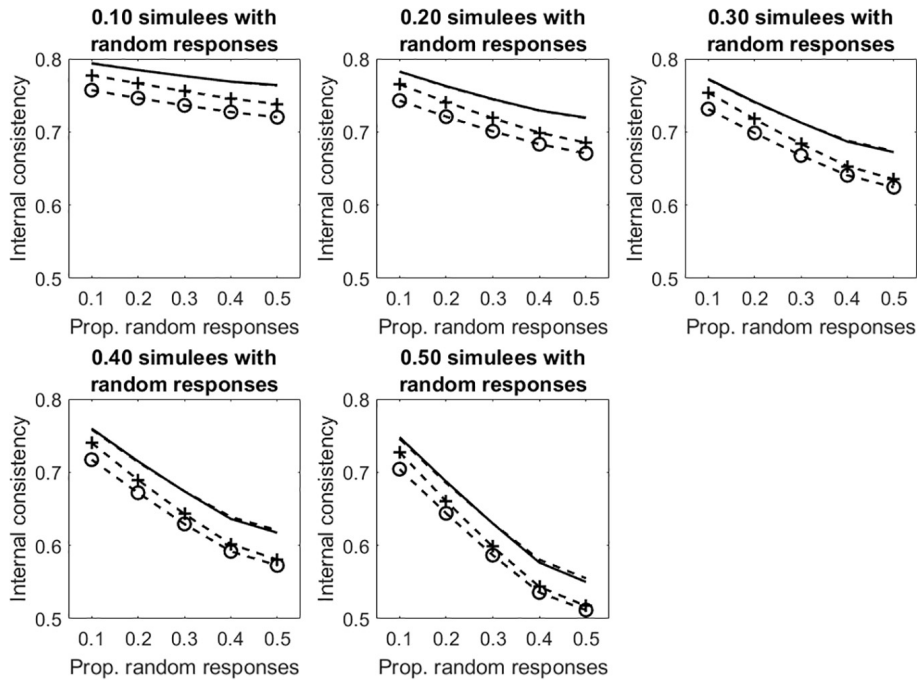 0.10 simulees with
random responses
Internal consistency
0.8
0.7
0.6
0.5
0.1 0.2 0.3 0.4 0.5
Prop. random responses
0.20 simulees with
random responses
Internal consistency
0.8
0.7
0.6
0.5
0.1 0.2 0.3 0.4 0.5
Prop. random responses
0.30 simulees with
random responses
Internal consistency
0.8
0.7
0.6
0.5
0.1 0.2 0.3 0.4 0.5
Prop. random responses
0.40 simulees with
random responses
Internal consistency
0.8
0.7
0.6
0.5
0.1 0.2 0.3 0.4 0.5
Prop. random responses
0.50 simulees with
random responses
Internal consistency
0.8
0.7
0.6
0.5
0.1 0.2 0.3 0.4 0.5
Prop. random responses